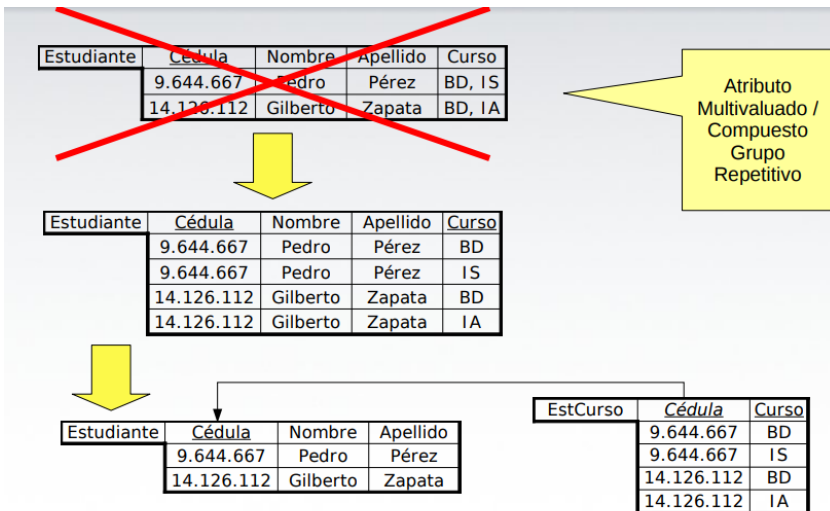 Estudiante Cédula Nombre Apellido Curso
9.644.667 Pedro Pérez BD, IS
14.126.112 Gilberto Zapata BD, IA
Atributo
Multivaluado /
Compuesto
Grupo
Repetitivo
Estudiante Cédula Nombre Apellido Curso
9.644.667 Pedro Pérez BD
9.644.667 Pedro Pérez IS
14.126.112 Gilberto Zapata BD
14.126.112 Gilberto Zapata IA
Estudiante Cédula Nombre Apellido
9.644.667 Pedro Pérez
14.126.112 Gilberto Zapata
EstCurso Cédula Curso
9.644.667 BD
9.644.667 IS
14.126.112 BD
14.126.112 IA